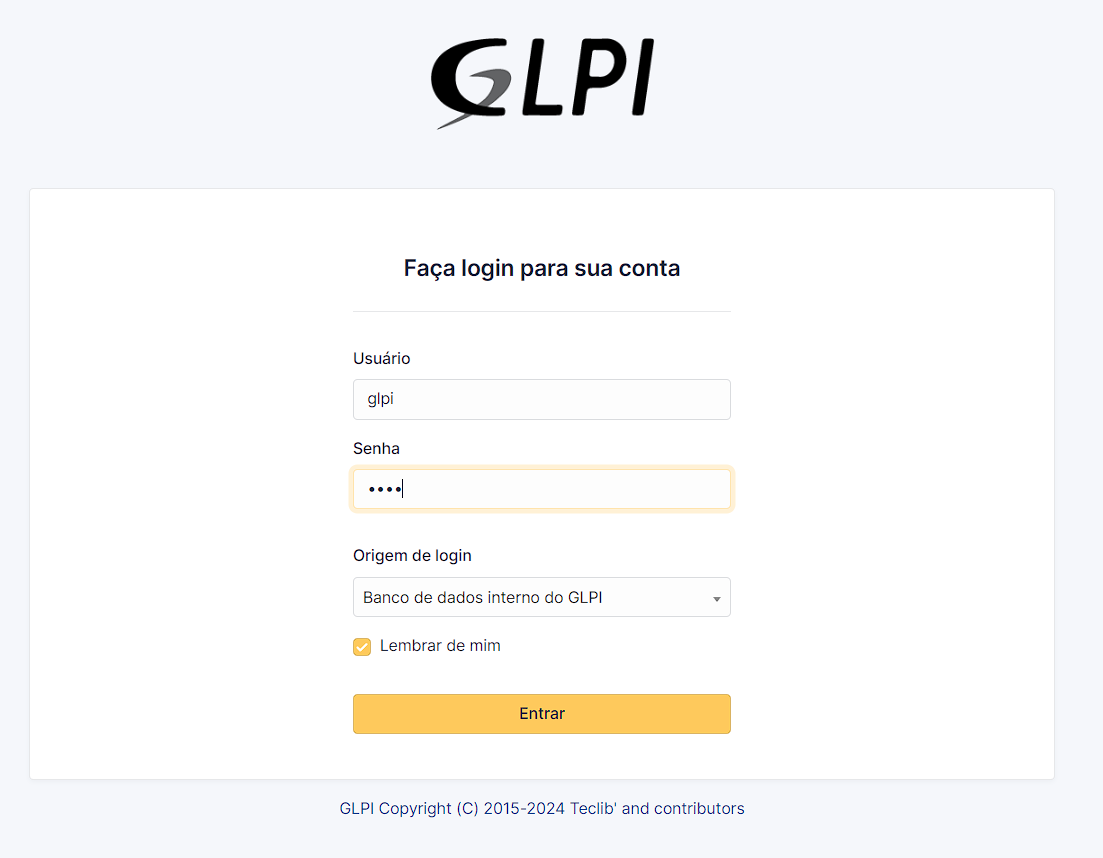 GLPI
Faça login para sua conta
Usuário
glpi
Senha
••••
Origem de login
Banco de dados interno do GLPI
Lembrar de mim
Entrar
GLPI Copyright (C) 2015-2024 Teclib' and contributors